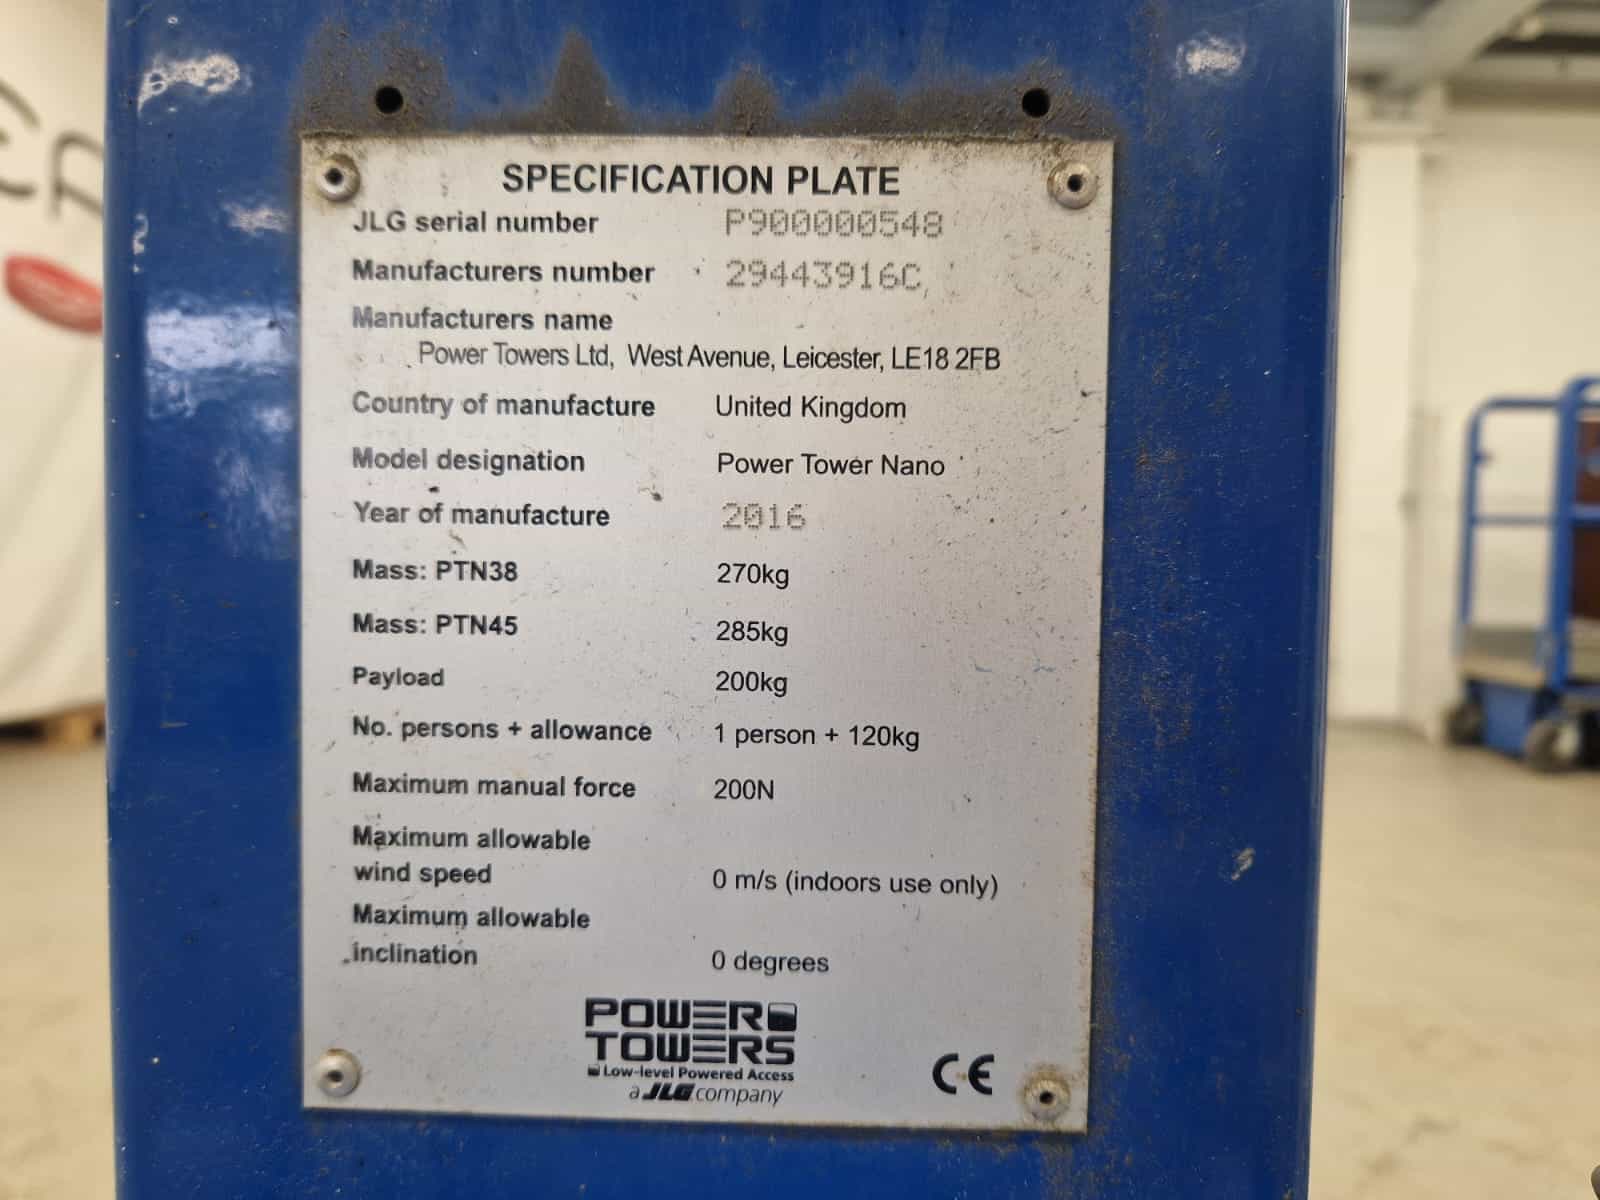 SPECIFICATION PLATE
JLG serial number P900000548
Manufacturers number 29443916C
Manufacturers name
Power Towers Ltd, West Avenue, Leicester, LE18 2FB
Country of manufacture United Kingdom
Model designation Power Tower Nano
Year of manufacture 2016
Mass: PTN38 270kg
Mass: PTN45 285kg
Payload 200kg
No. persons + allowance 1 person + 120kg
Maximum manual force 200N
Maximum allowable
wind speed 0 m/s (indoors use only)
Maximum allowable
inclination 0 degrees
POWER
TOWERS
Low-level Powered Access
a JLG company
CE